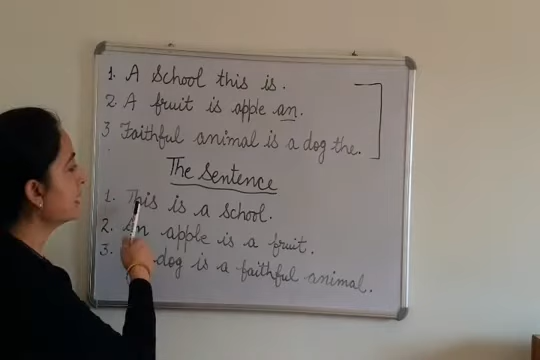 1. A School this is.
2 A fruit is apple an.
3 Faithful animal is a dog the.
The Sentence
1. This is a School.
2. An apple is a fruit.
3. dog is a faithful animal.